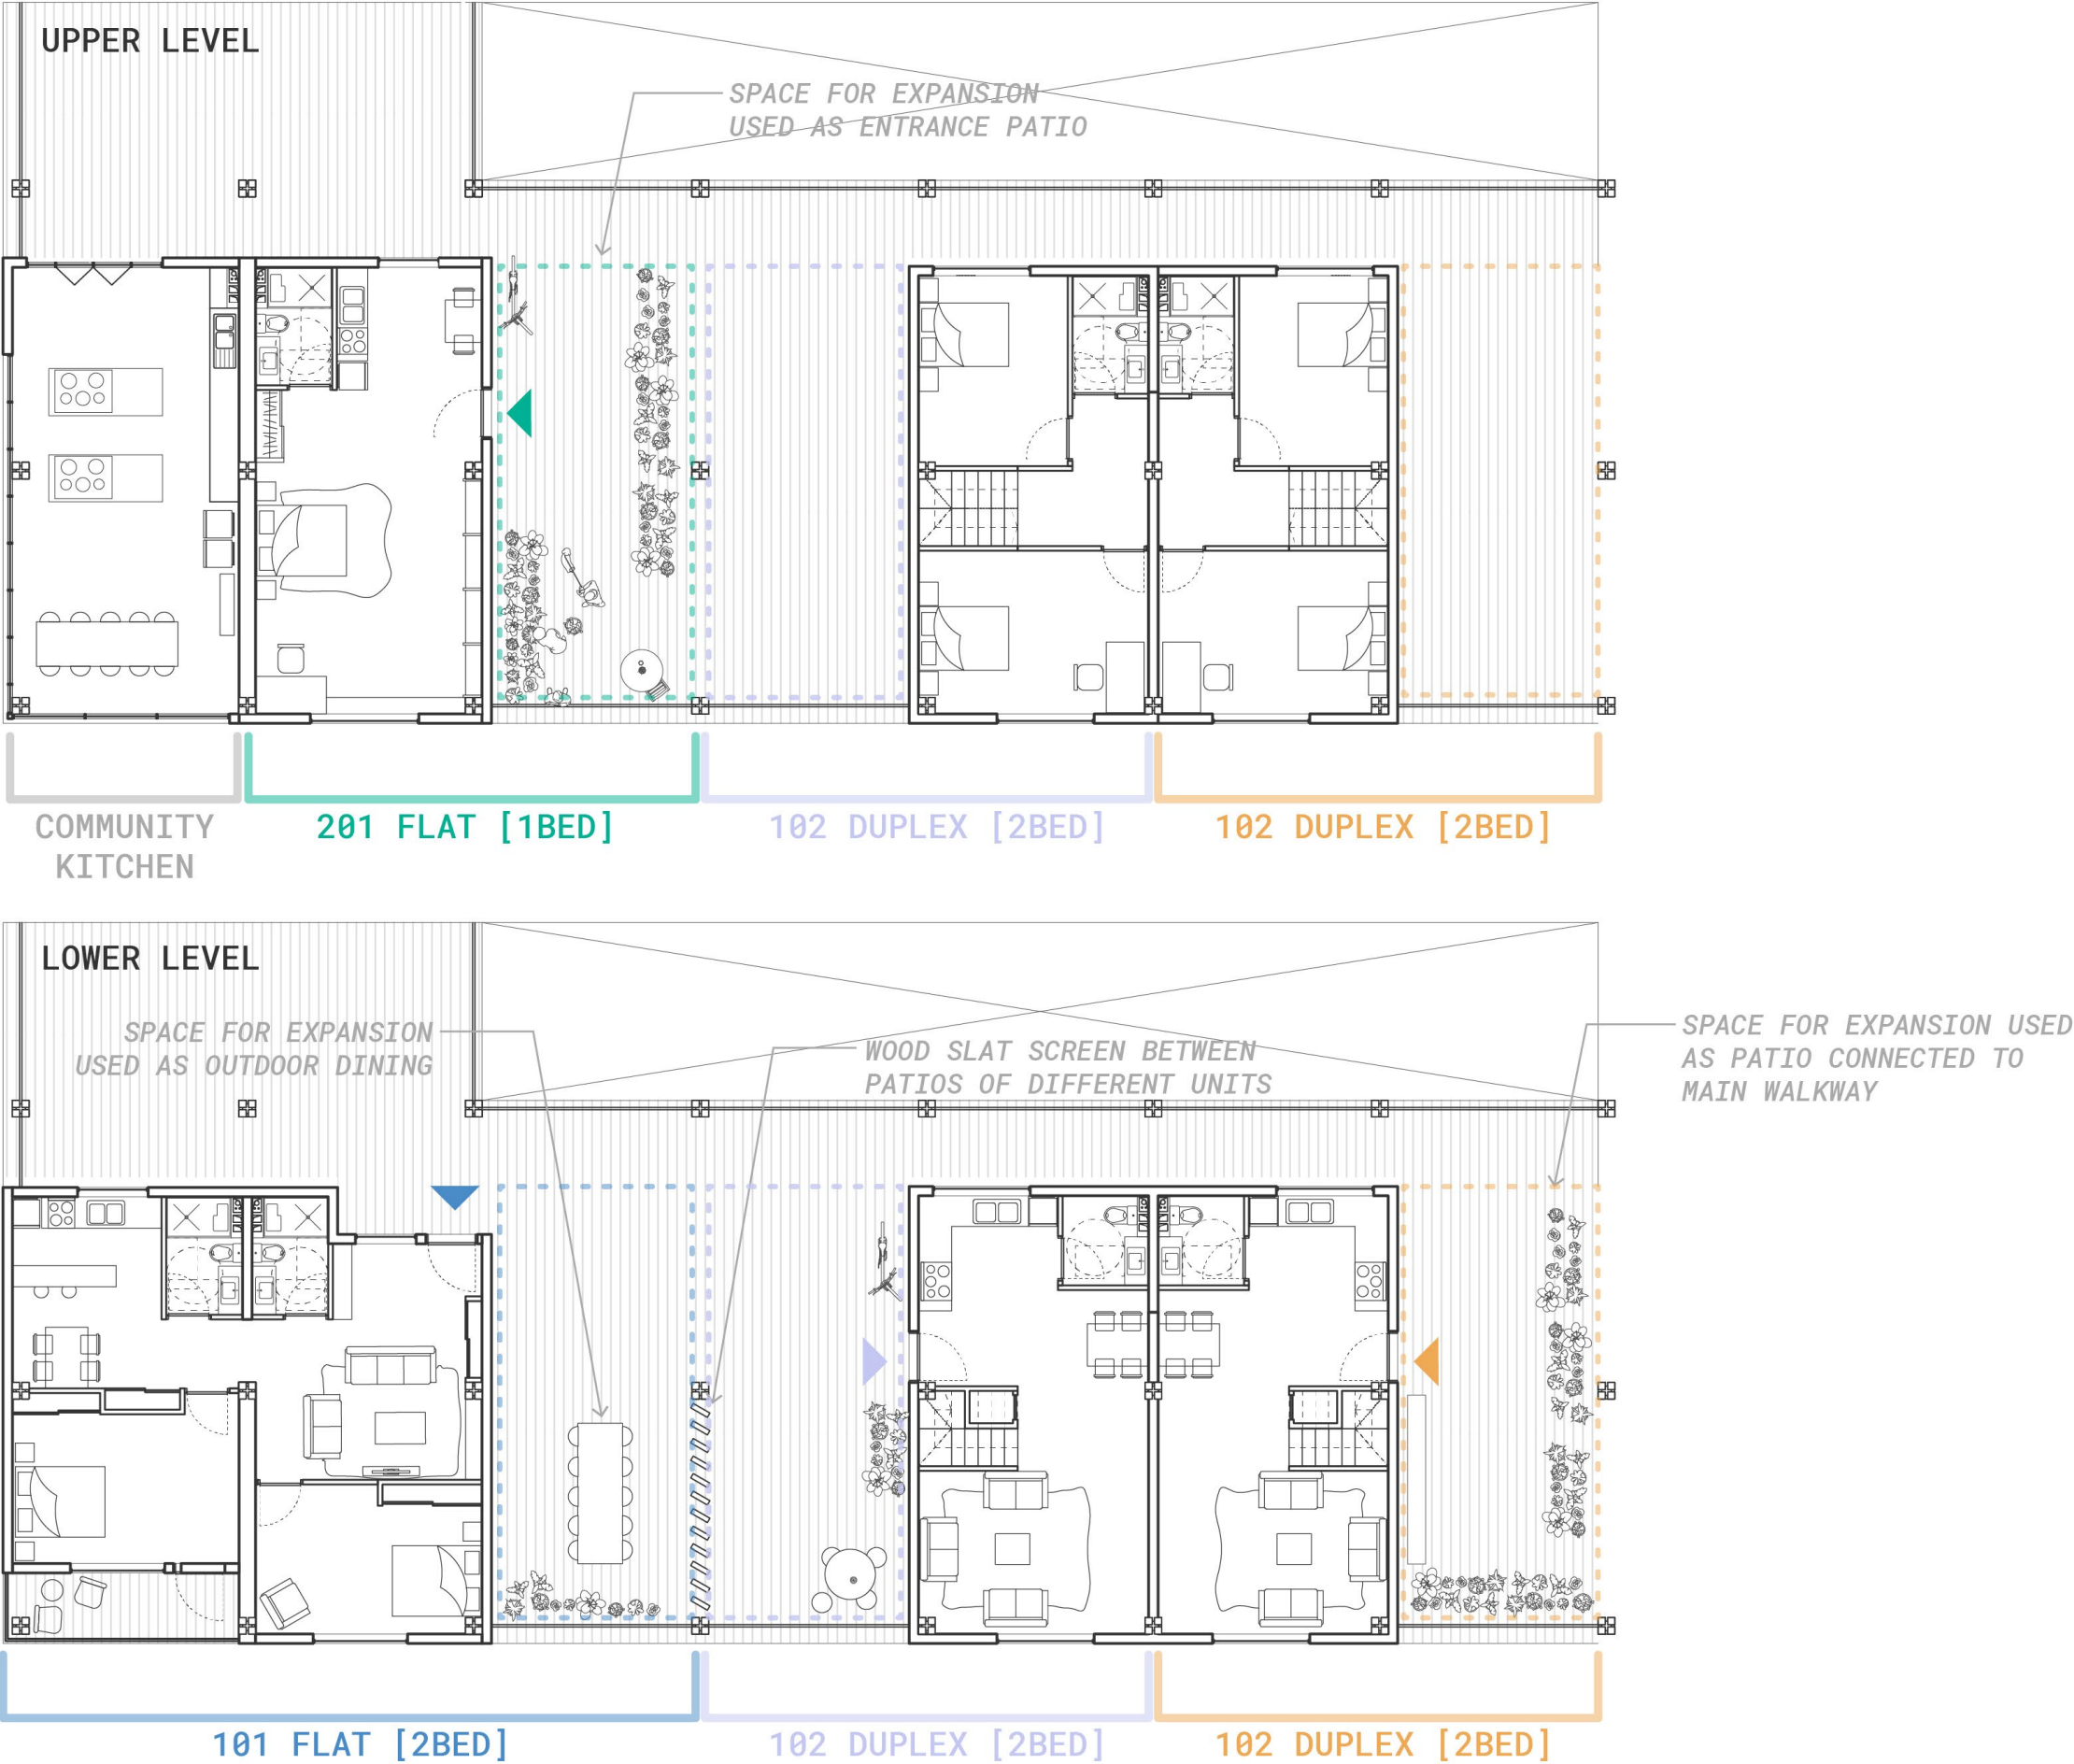 UPPER LEVEL
SPACE FOR EXPANSION
USED AS ENTRANCE PATIO
COMMUNITY
KITCHEN
201 FLAT [1BED]
102 DUPLEX [2BED]
102 DUPLEX [2BED]
LOWER LEVEL
SPACE FOR EXPANSION
USED AS OUTDOOR DINING
WOOD SLAT SCREEN BETWEEN
PATIOS OF DIFFERENT UNITS
SPACE FOR EXPANSION USED
AS PATIO CONNECTED TO
MAIN WALKWAY
101 FLAT [2BED]
102 DUPLEX [2BED]
102 DUPLEX [2BED]